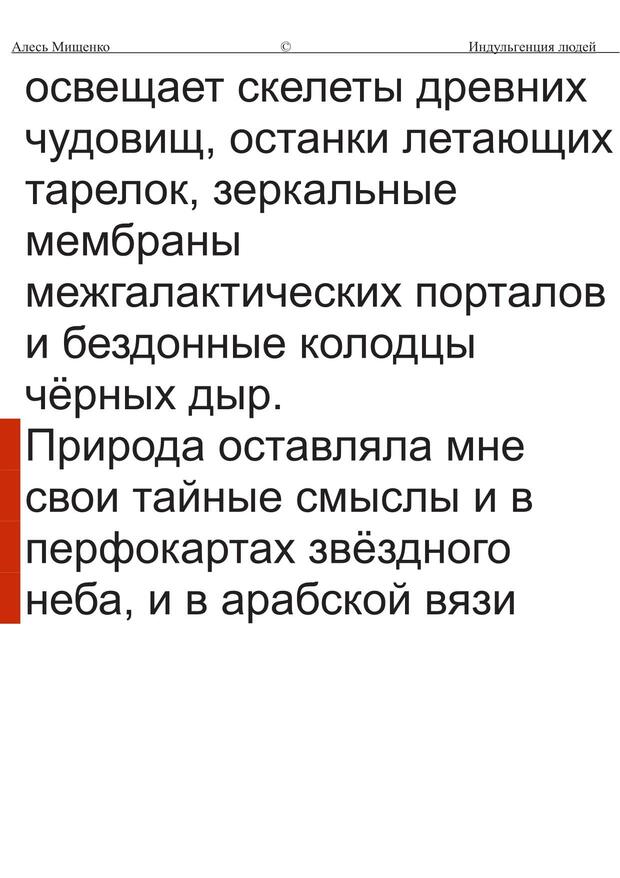 Алесь Мищенко © Индульгенция людей
освещает скелеты древних
чудовищ, останки летающих
тарелок, зеркальные
мембраны
межгалактических порталов
и бездонные колодцы
чёрных дыр.
Природа оставляла мне
свои тайные смыслы и в
перфокартах звёздного
неба, и в арабской вязи